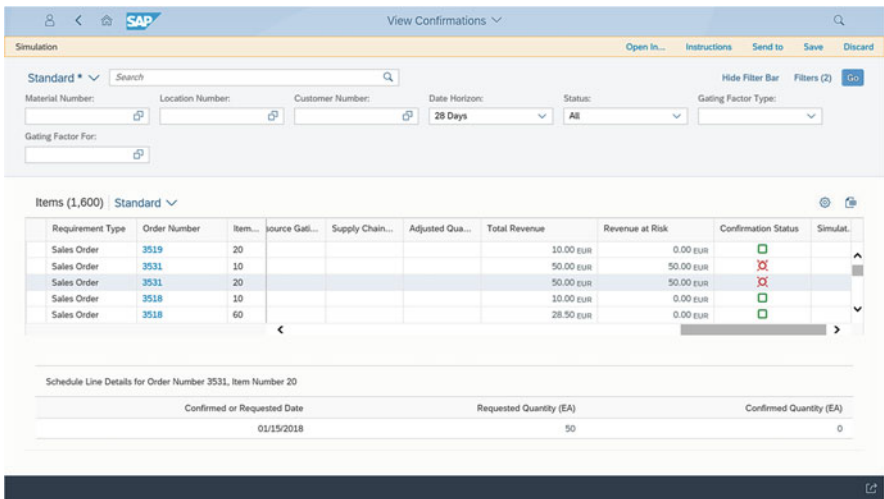 SAP View Confirmations
Simulation Open In... Instructions Send to Save Discard
Standard * Search Hide Filter Bar Filters (2) Go
Material Number: Location Number: Customer Number: Date Horizon: Status: Gating Factor Type:
28 Days All
Gating Factor For:
Items (1,600) Standard
Requirement Type Order Number Item... source Gati... Supply Chain... Adjusted Qua... Total Revenue Revenue at Risk Confirmation Status Simulat.
Sales Order 3519 20 10.00 EUR 0.00 EUR
Sales Order 3531 10 50.00 EUR 50.00 EUR
Sales Order 3531 20 50.00 EUR 50.00 EUR
Sales Order 3518 10 10.00 EUR 0.00 EUR
Sales Order 3518 60 28.50 EUR 0.00 EUR
Schedule Line Details for Order Number 3531, Item Number 20
Confirmed or Requested Date Requested Quantity (EA) Confirmed Quantity (EA)
01/15/2018 50 0